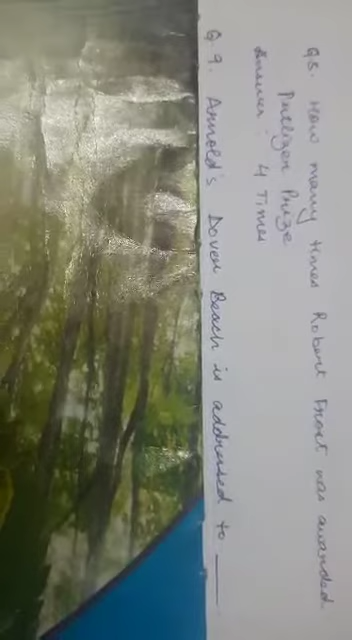 Q8. How many times Robert Frost was awarded
Pulitzer Prize
Answer : 4 Times
Q.9. Arnold's Dover Beach is addressed to ____